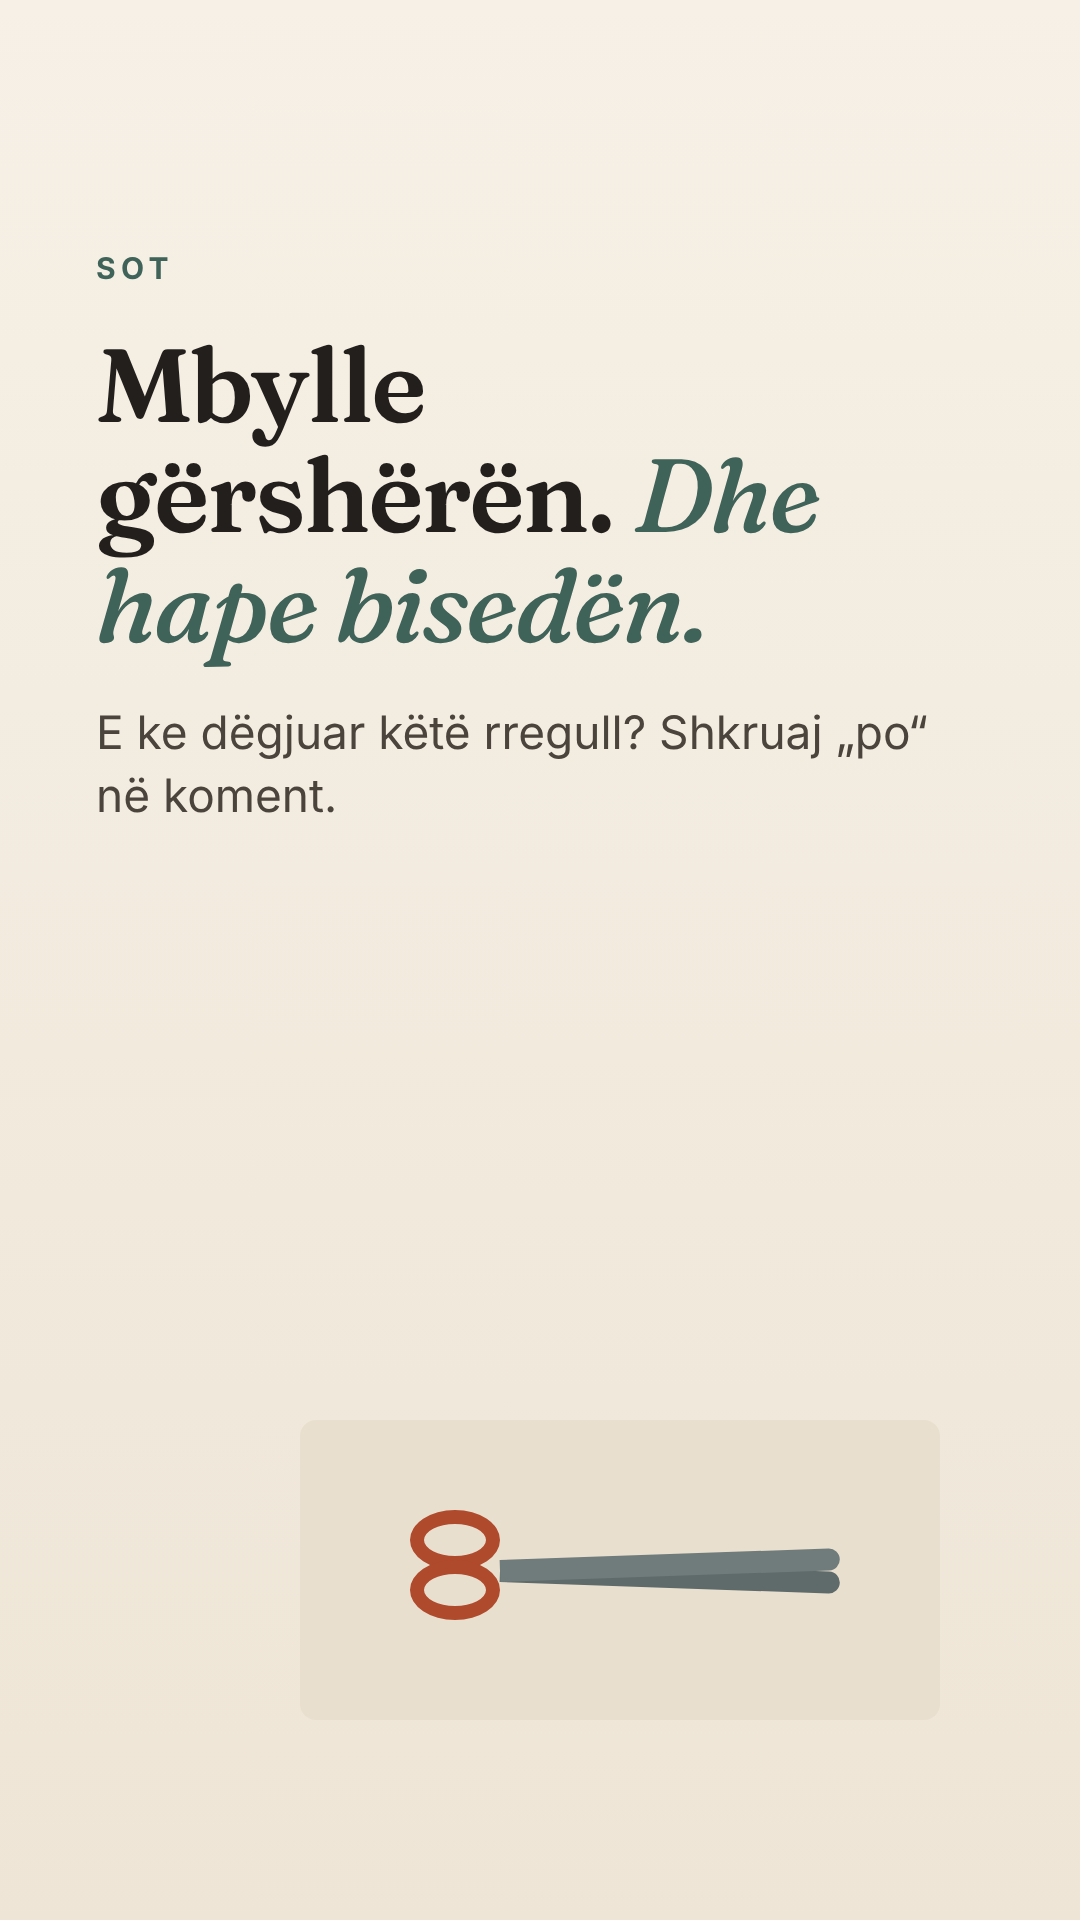 SOT
Mbylle
gërshërën. Dhe
hape bisedën.
E ke dëgjuar këtë rregull? Shkruaj „po“
në koment.